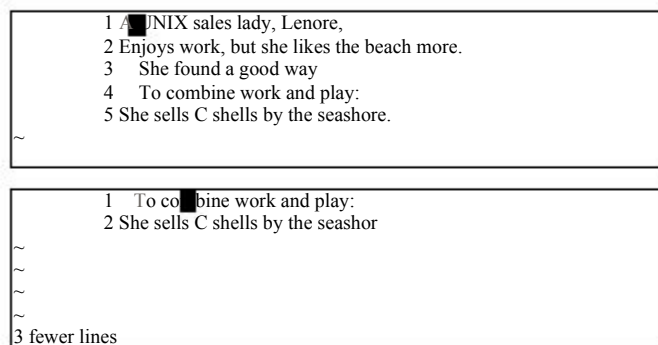 1 A UNIX sales lady, Lenore,
2 Enjoys work, but she likes the beach more.
3 She found a good way
4 To combine work and play:
5 She sells C shells by the seashore.
~
1 To co bine work and play:
2 She sells C shells by the seashor
~
~
~
~
3 fewer lines